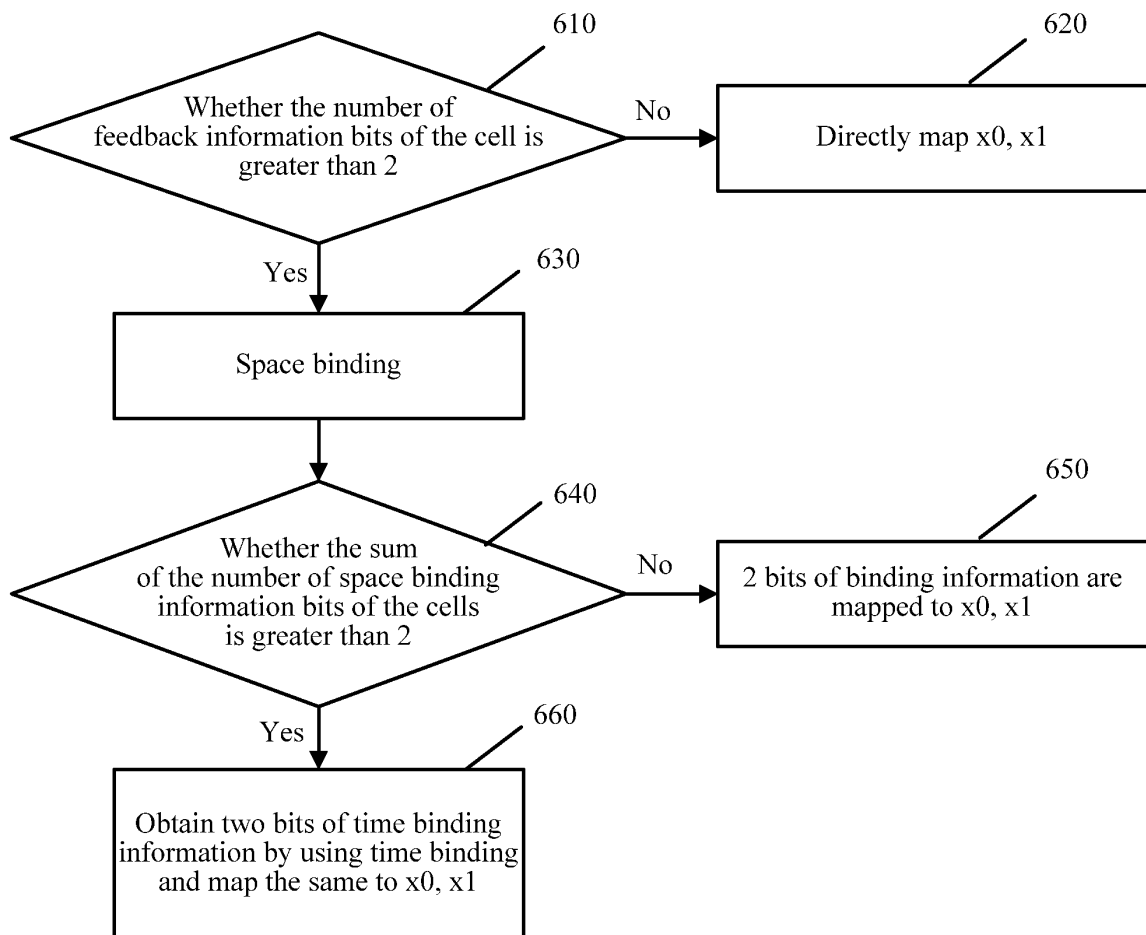 610
Whether the number of
feedback information bits of the cell is
greater than 2
No
620
Directly map x0, x1
Yes
630
Space binding
640
Whether the sum
of the number of space binding
information bits of the cells
is greater than 2
No
650
2 bits of binding information are
mapped to x0, x1
Yes
660
Obtain two bits of time binding
information by using time binding
and map the same to x0, x1